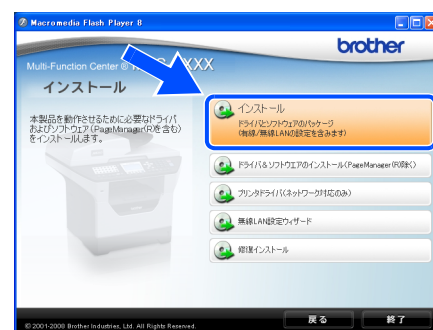 Macromedia Flash Player 8
brother
Multi-Function Center ®
XXX
インストール
本製品を動作させるために必要なドライバ
およびソフトウェア(PageManager(R)を含む)
をインストールします。
インストール
ドライバとソフトウェアのパッケージ
(有線/無線LANの設定を含みます)
ドライバ&ソフトウエアのインストール(PageManager(R)除く)
プリンタドライバ(ネットワーク対応のみ)
無線LAN設定ウィザード
修復インストール
© 2001-2008 Brother Industries, Ltd. All Rights Reserved.
戻る
終了